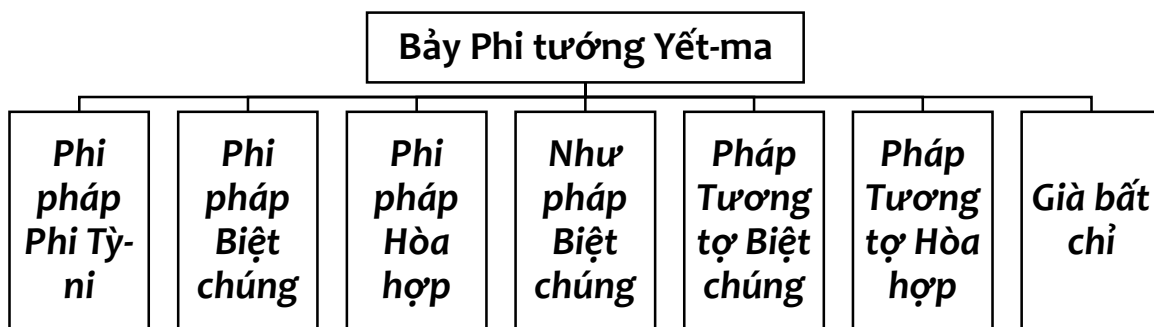 Bảy Phi tướng Yết-ma
Phi
pháp
Phi Tỳ-
ni
Phi
pháp
Biệt
chúng
Phi
pháp
Hòa
hợp
Như
pháp
Biệt
chúng
Pháp
Tương
tợ Biệt
chúng
Pháp
Tương
tợ Hòa
hợp
Già bất
chỉ